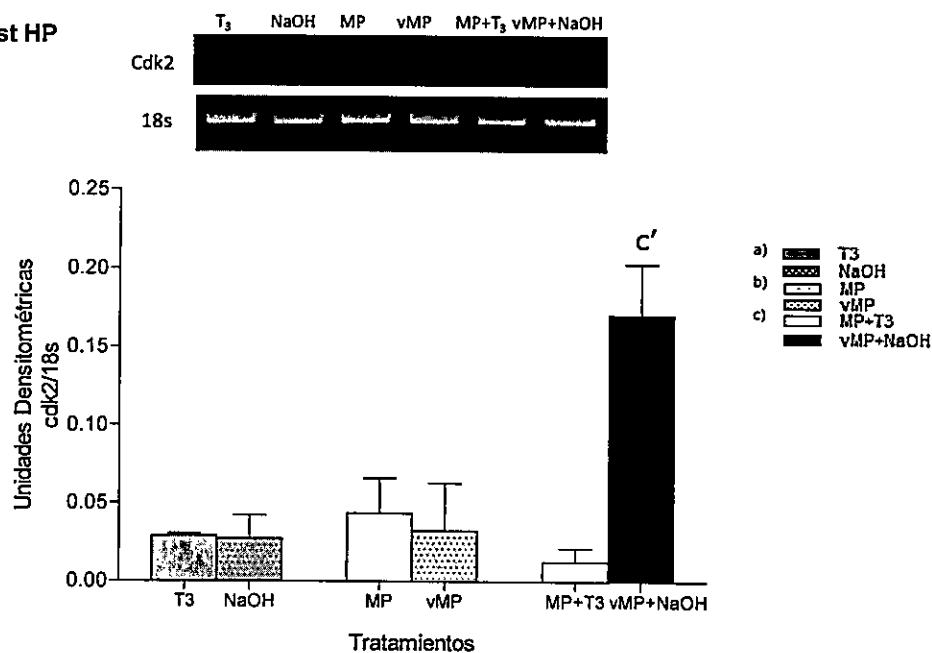 T₃ NaOH MP vMP MP+T₃ vMP+NaOH
st HP
Cdk2
18s
Unidades Densitométricas
cdk2/18s
0.25
0.20
0.15
0.10
0.05
0.00
C'
T3 NaOH MP vMP MP+T3 vMP+NaOH
Tratamientos
a) T3
NaOH
b) MP
vMP
c) MP+T3
vMP+NaOH